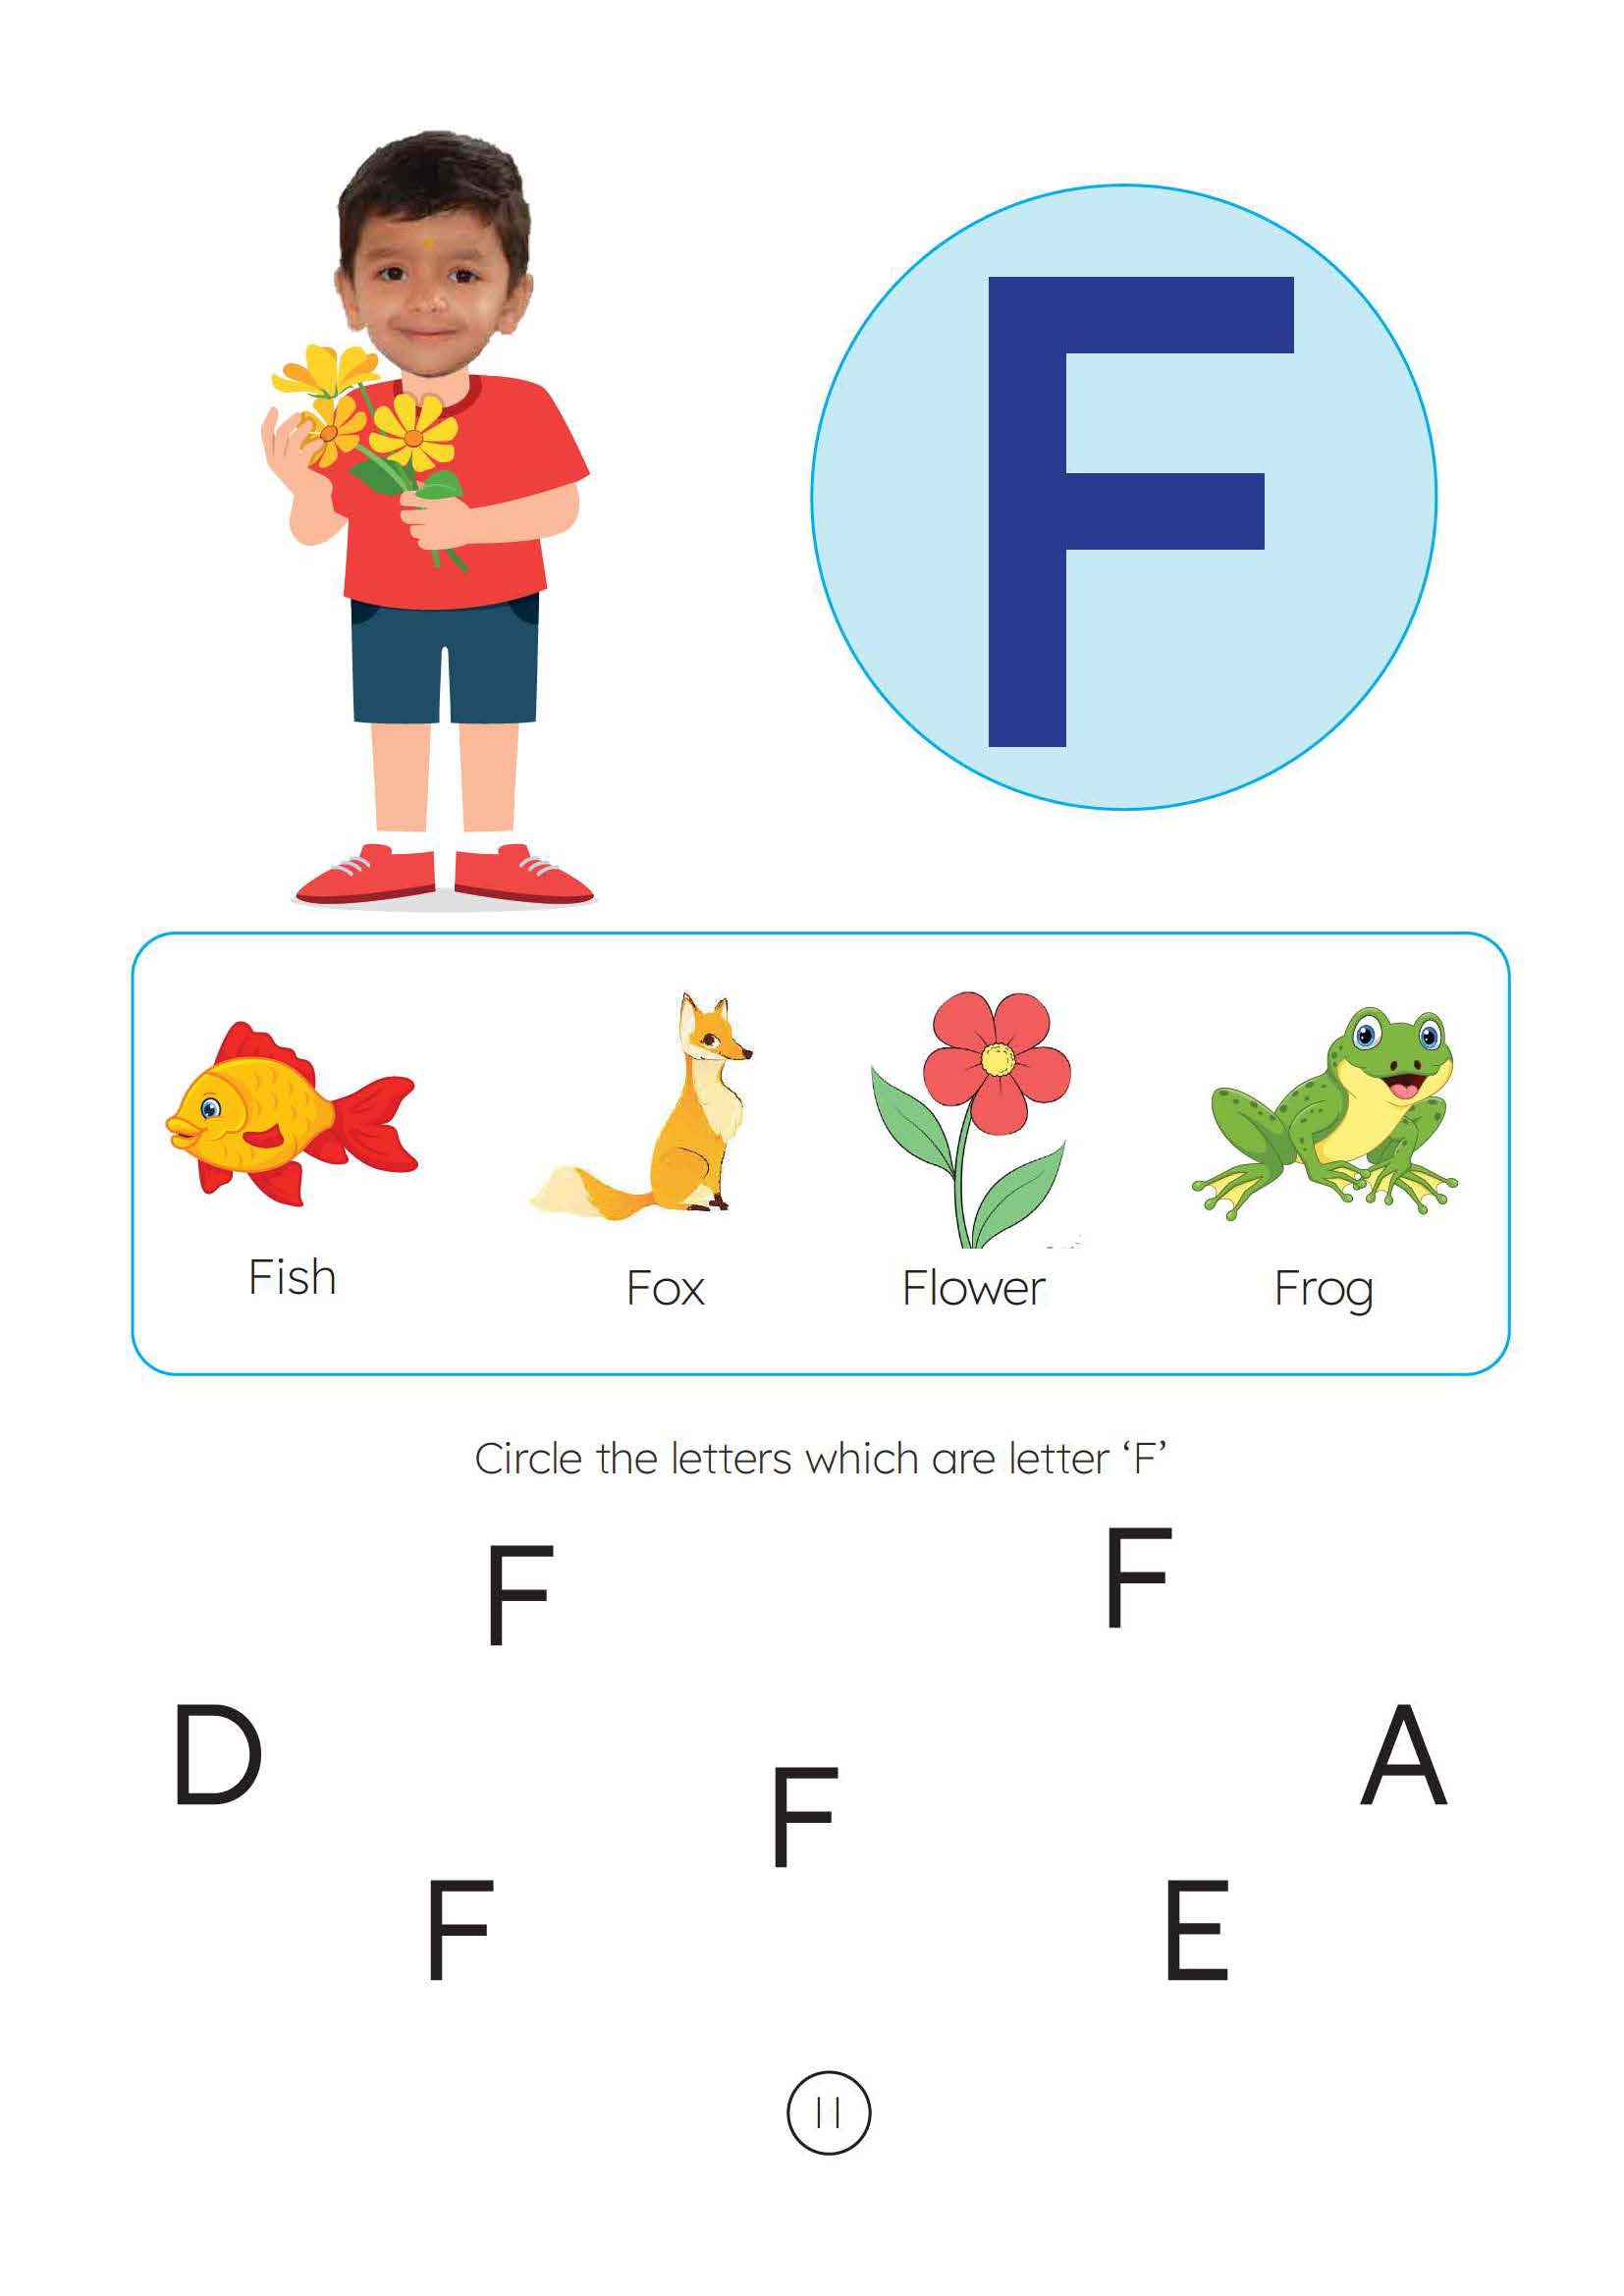 F
Fish Fox Flower Frog
Circle the letters which are letter ‘F’
F F
D A
F
F E
11